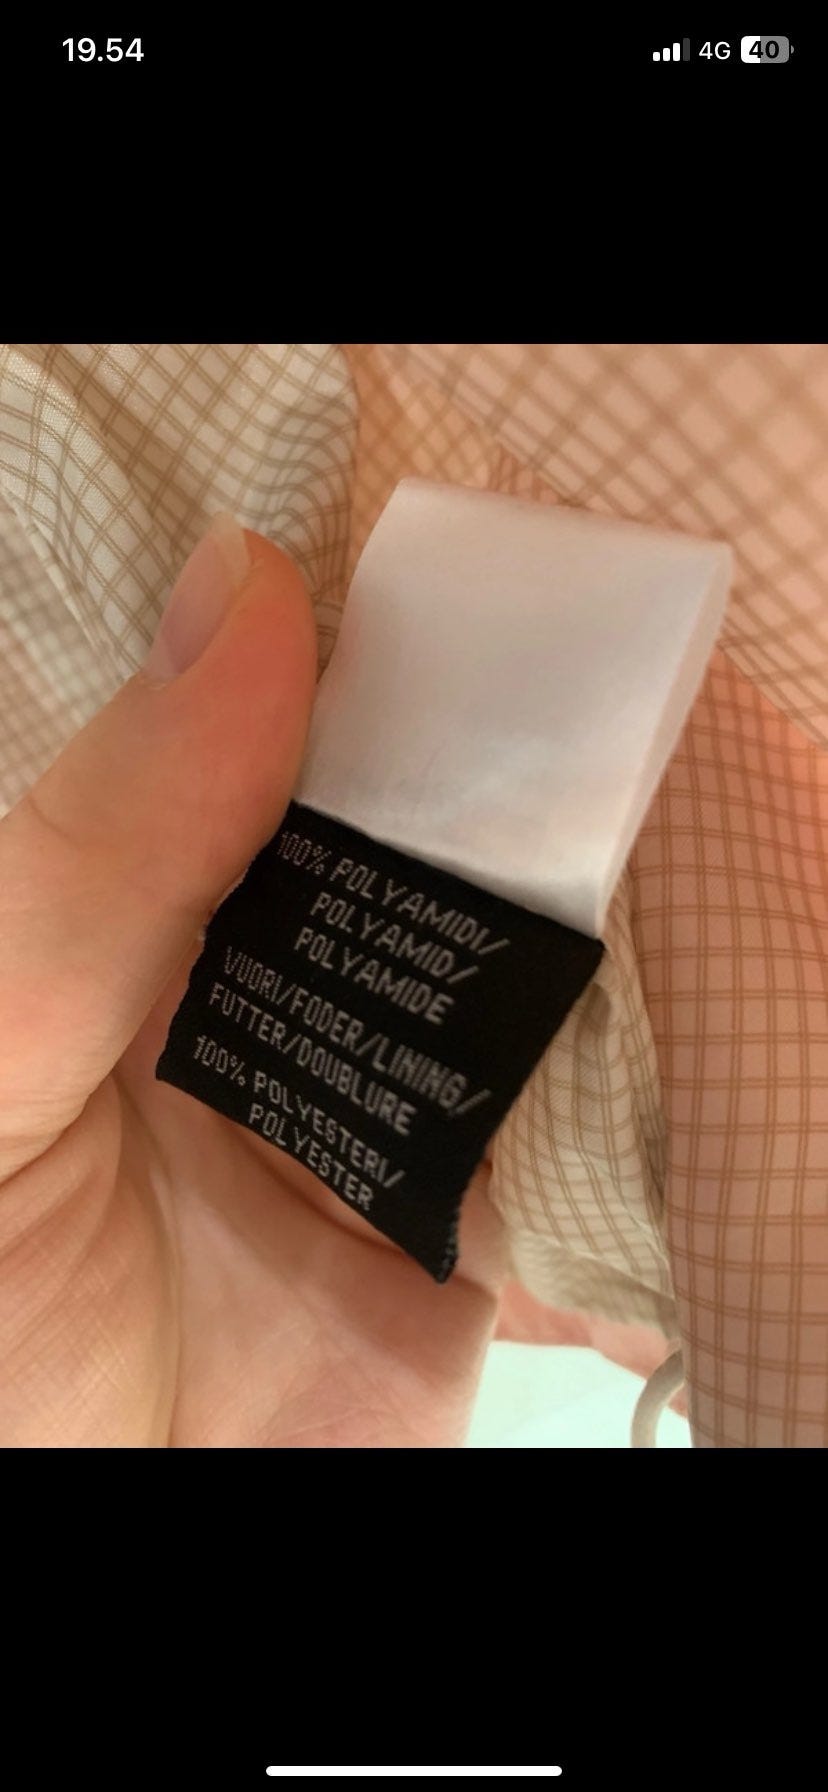 19.54
4G 40
100% POLYAMIDI/
POLYAMID/
POLYAMIDE
VUORI/FODER/LINING/
FUTTER/DOUBLURE
100% POLYESTERI/
POLYESTER